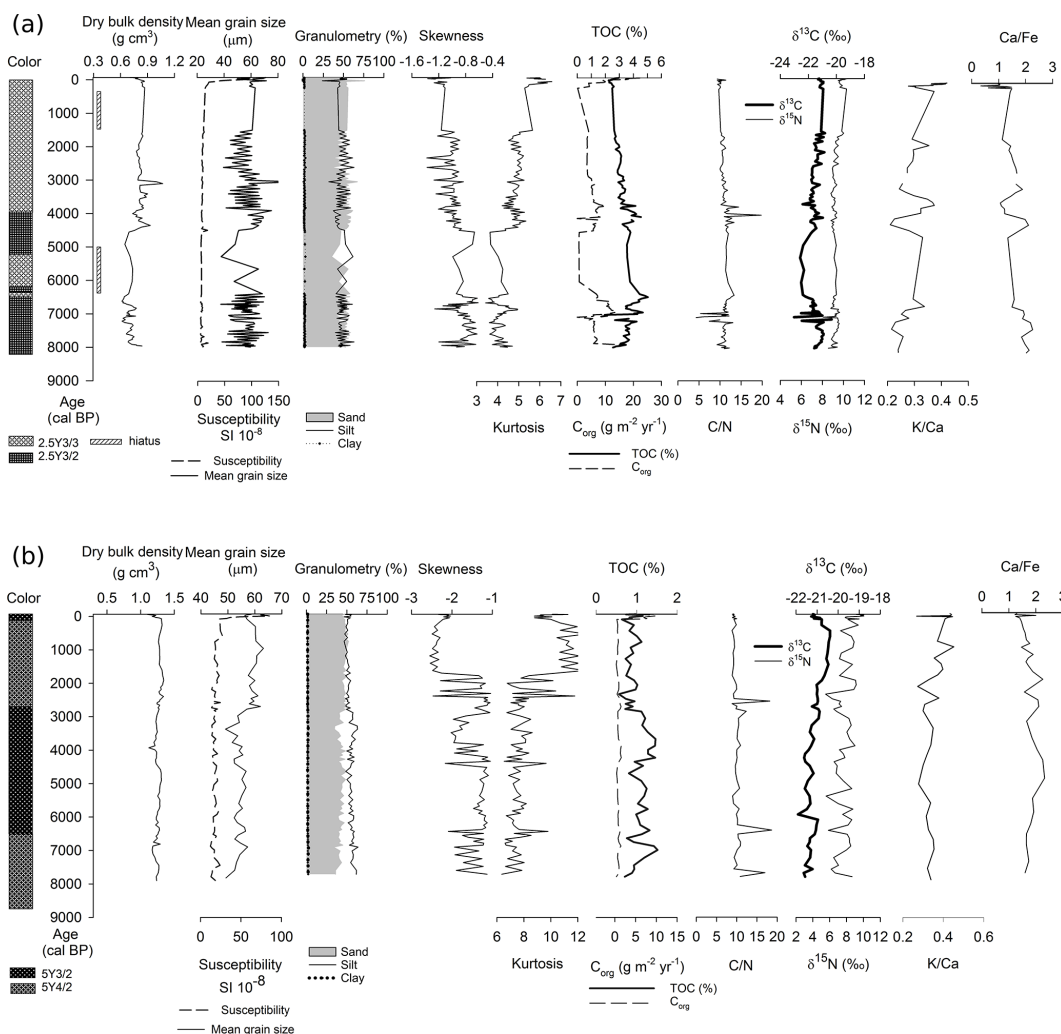 (a)
Dry bulk density
(g cm3)
Mean grain size
(μm)
Granulometry (%)
Skewness
TOC (%)
δ13C (‰)
Ca/Fe
Color
0.3 0.6 0.9 1.2
20 40 60 80
0 25 50 75 100
-1.6 -1.2 -0.8 -0.4
0 1 2 3 4 5 6
-24 -22 -20 -18
0 1 2 3
0
1000
2000
3000
4000
5000
6000
7000
8000
9000
δ13C
δ15N
Age
(cal BP)
0 50 100 150
3 4 5 6 7
0 10 20 30
0 5 10 15 20
4 6 8 10 12
0.2 0.3 0.4 0.5
Susceptibility
SI 10-8
Sand
Silt
Clay
Kurtosis
Corg (g m-2 yr-1)
C/N
δ15N (‰)
K/Ca
2.5Y3/3
hiatus
2.5Y3/2
Susceptibility
Mean grain size
TOC (%)
Corg
(b)
Dry bulk density
(g cm3)
Mean grain size
(μm)
Granulometry (%)
Skewness
TOC (%)
δ13C (‰)
Ca/Fe
Color
0.5 1.0 1.5
40 50 60 70
0 25 50 75 100
-3 -2 -1
0 1 2
-22 -21 -20 -19 -18
0 1 2 3
0
1000
2000
3000
4000
5000
6000
7000
8000
9000
δ13C
δ15N
Age
(cal BP)
0 50 100
6 8 10 12
0 5 10 15
0 5 10 15 20
2 4 6 8 10 12
0.2 0.4 0.6
Susceptibility
SI 10-8
Sand
Silt
Clay
Kurtosis
Corg (g m-2 yr-1)
C/N
δ15N (‰)
K/Ca
5Y3/2
5Y4/2
Susceptibility
Mean grain size
TOC (%)
Corg